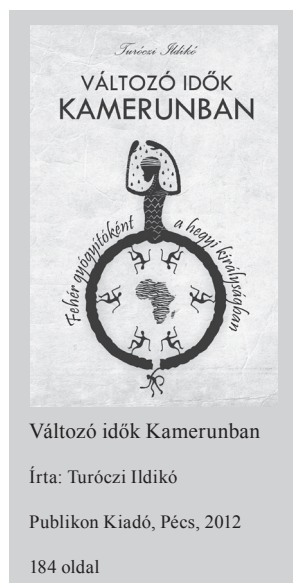 Turóczi Ildikó
VÁLTOZÓ IDŐK
KAMERUNBAN
Fehér gyógyítóként
a hegyi királyságban
Változó idők Kamerunban
Írta: Turóczi Ildikó
Publikon Kiadó, Pécs, 2012
184 oldal